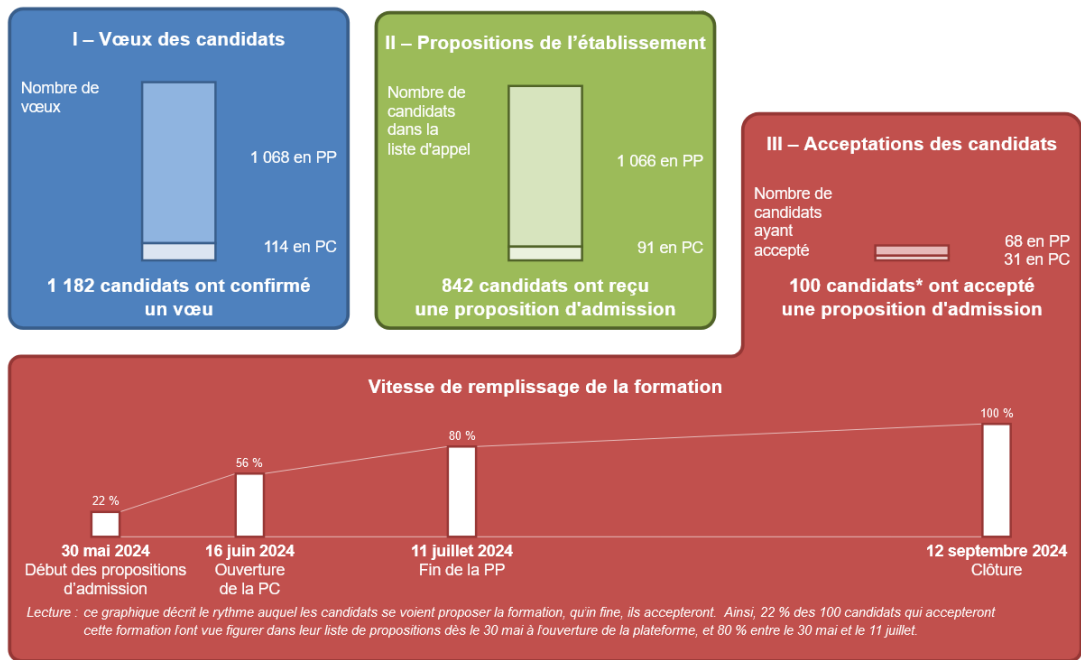 I – Vœux des candidats
Nombre de
vœux
1 068 en PP
114 en PC
1 182 candidats ont confirmé
un vœu
II – Propositions de l'établissement
Nombre de
candidats
dans la
liste d'appel
1 066 en PP
91 en PC
842 candidats ont reçu
une proposition d'admission
III – Acceptations des candidats
Nombre de
candidats
ayant
accepté
68 en PP
31 en PC
100 candidats* ont accepté
une proposition d'admission
Vitesse de remplissage de la formation
22 %
56 %
80 %
100 %
30 mai 2024
Début des propositions
d'admission
16 juin 2024
Ouverture
de la PC
11 juillet 2024
Fin de la PP
12 septembre 2024
Clôture
Lecture : ce graphique décrit le rythme auquel les candidats se voient proposer la formation, qu'in fine, ils accepteront. Ainsi, 22 % des 100 candidats qui accepteront
cette formation l'ont vue figurer dans leur liste de propositions dès le 30 mai à l'ouverture de la plateforme, et 80 % entre le 30 mai et le 11 juillet.